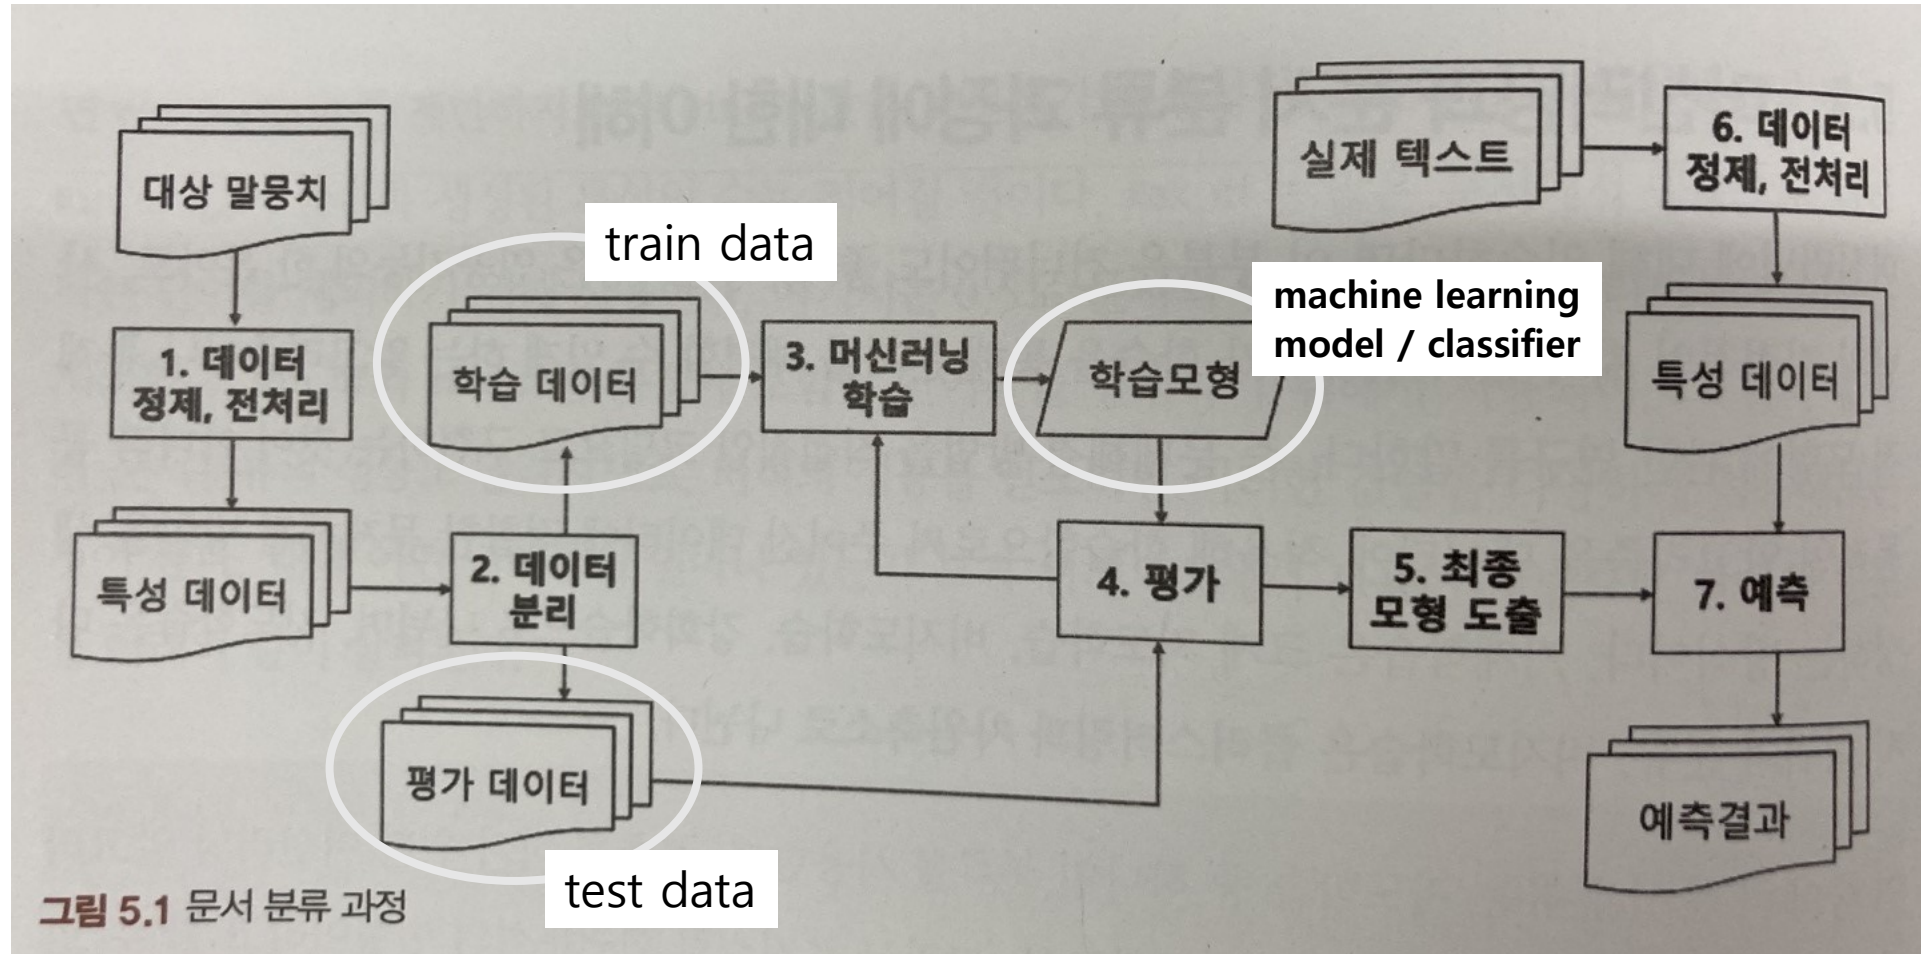 대상 말뭉치
1. 데이터
정제, 전처리
특성 데이터
2. 데이터
분리
train data
학습 데이터
평가 데이터
test data
3. 머신러닝
학습
machine learning
model / classifier
학습모형
4. 평가
5. 최종
모형 도출
실제 텍스트
6. 데이터
정제, 전처리
특성 데이터
7. 예측
예측결과
그림 5.1 문서 분류 과정